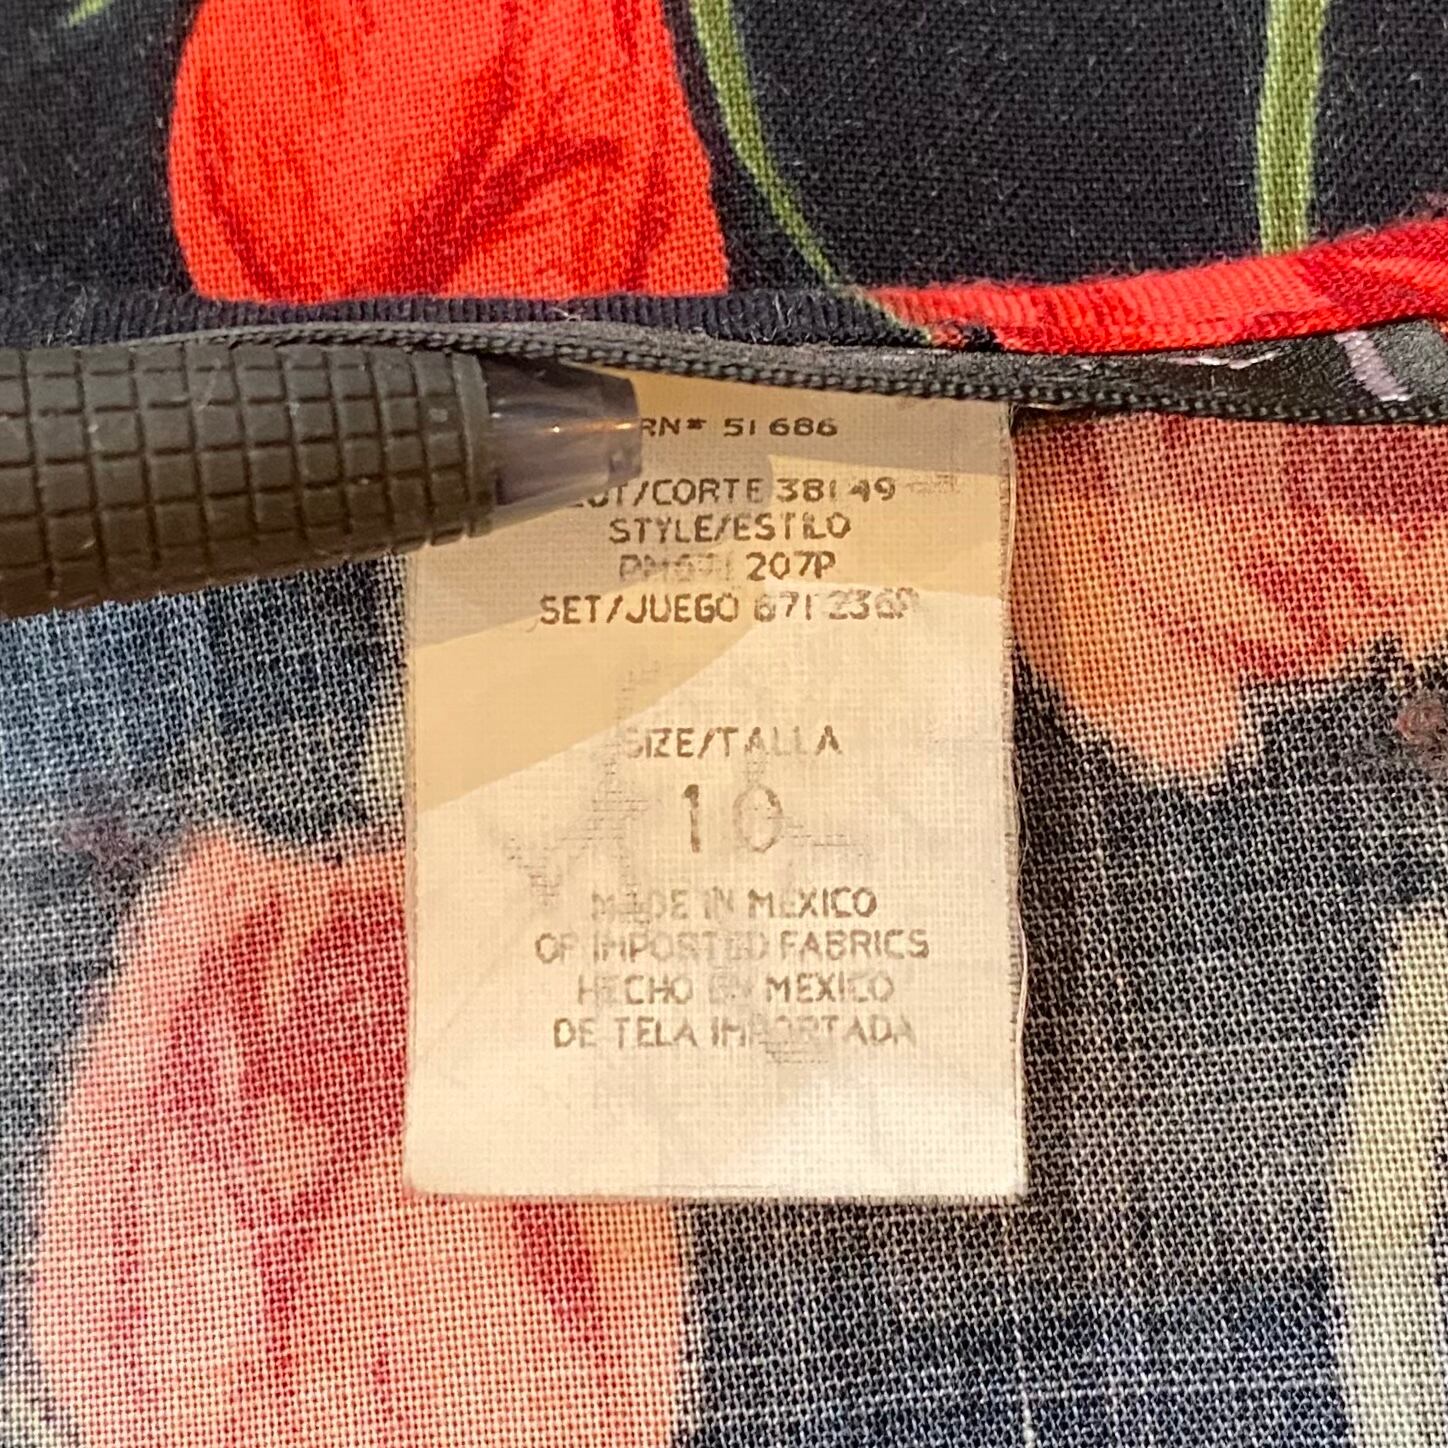 RN# 51686
CUT/CORTE 38149
STYLE/ESTILO
207P
SET/JUEGO 671236P
SIZE/TALLA
10
MADE IN MEXICO
OF IMPORTED FABRICS
HECHO EN MEXICO
DE TELA IMPORTADA